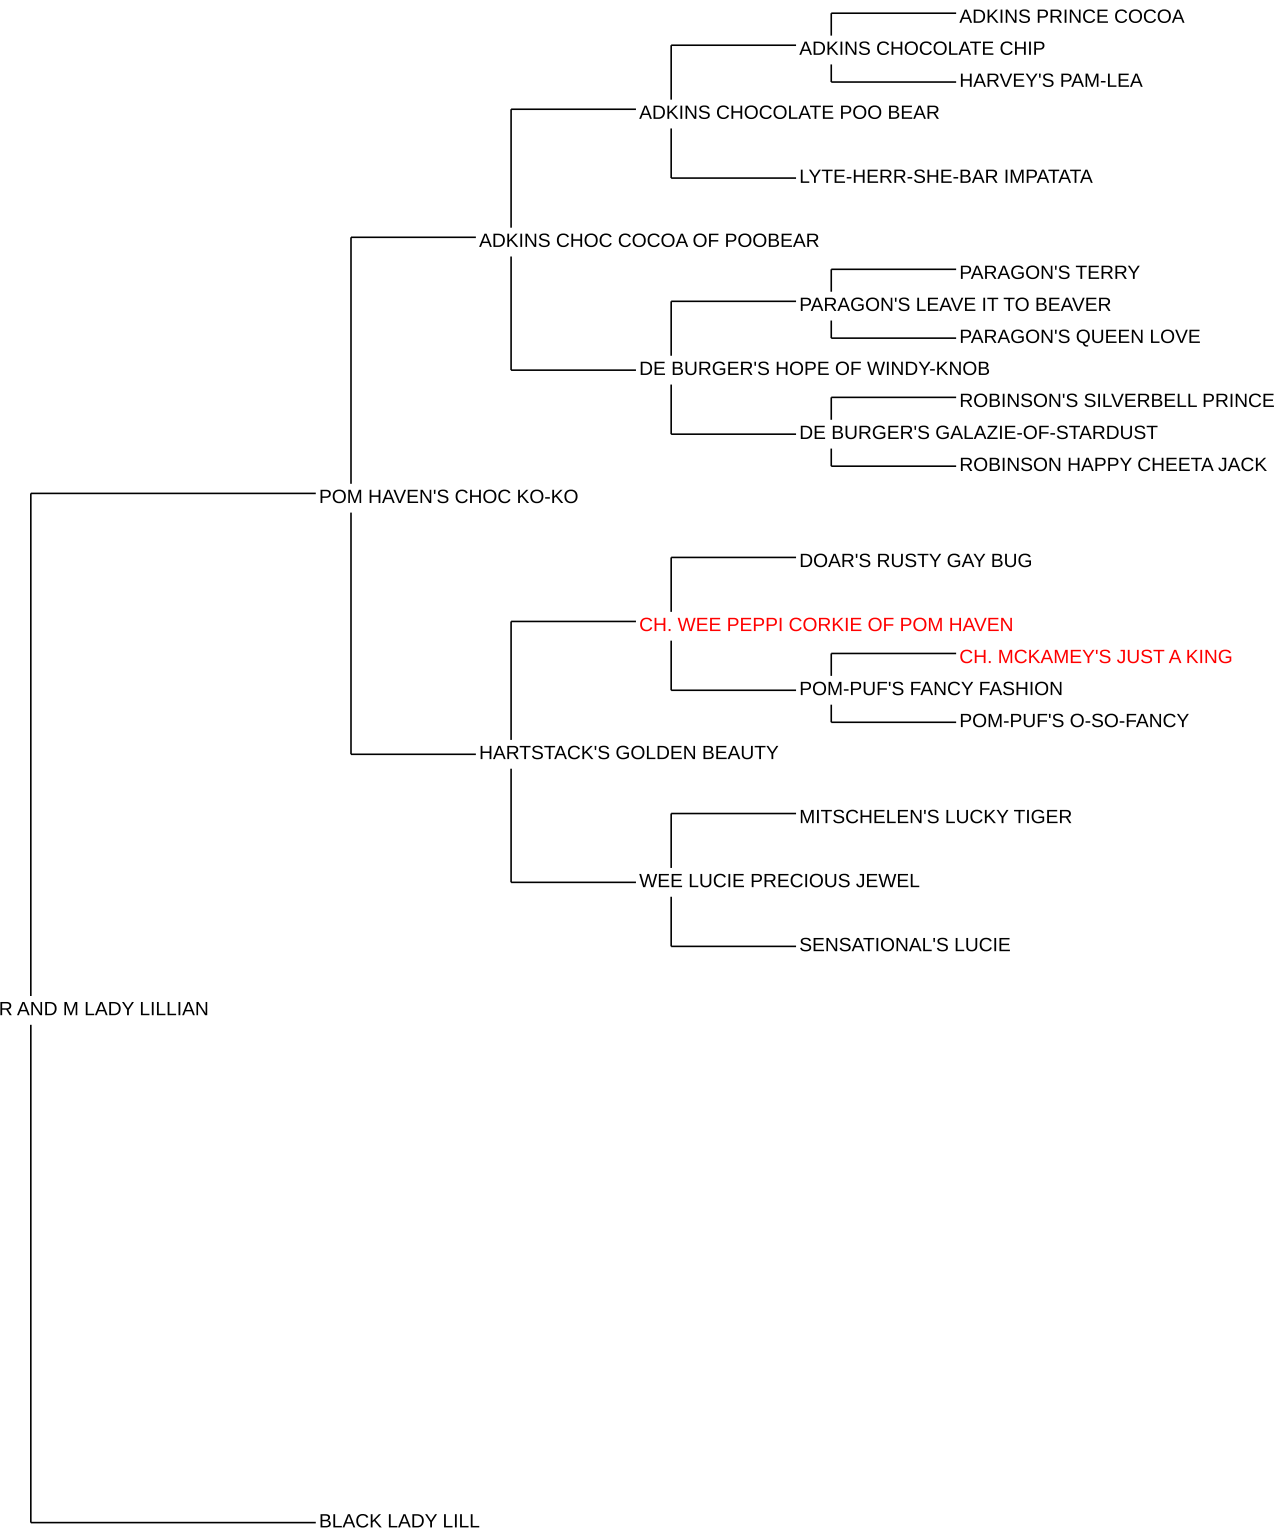 ADKINS PRINCE COCOA
ADKINS CHOCOLATE CHIP
HARVEY'S PAM-LEA
ADKINS CHOCOLATE POO BEAR
LYTE-HERR-SHE-BAR IMPATATA
ADKINS CHOC COCOA OF POOBEAR
PARAGON'S TERRY
PARAGON'S LEAVE IT TO BEAVER
PARAGON'S QUEEN LOVE
DE BURGER'S HOPE OF WINDY-KNOB
ROBINSON'S SILVERBELL PRINCE
DE BURGER'S GALAZIE-OF-STARDUST
ROBINSON HAPPY CHEETA JACK
POM HAVEN'S CHOC KO-KO
DOAR'S RUSTY GAY BUG
CH. WEE PEPPI CORKIE OF POM HAVEN
CH. MCKAMEY'S JUST A KING
POM-PUF'S FANCY FASHION
POM-PUF'S O-SO-FANCY
HARTSTACK'S GOLDEN BEAUTY
MITSCHELEN'S LUCKY TIGER
WEE LUCIE PRECIOUS JEWEL
SENSATIONAL'S LUCIE
R AND M LADY LILLIAN
BLACK LADY LILL